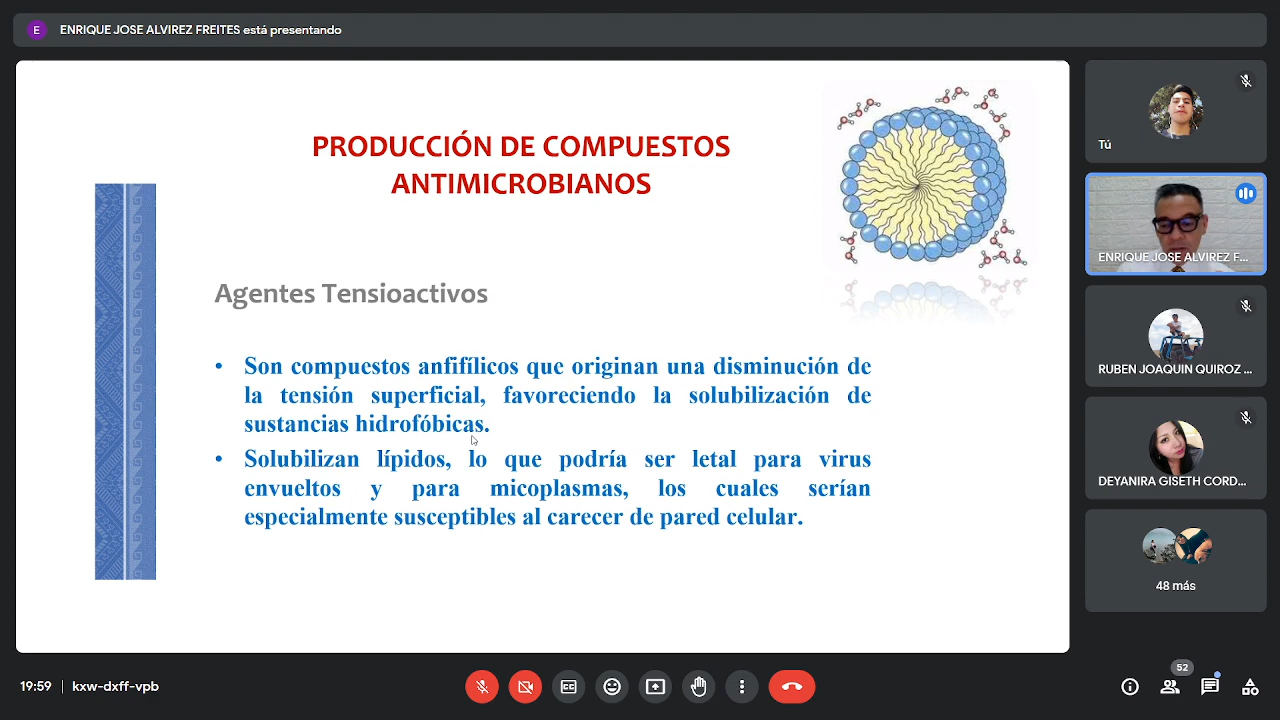 E
ENRIQUE JOSE ALVIREZ FREITES está presentando
PRODUCCIÓN DE COMPUESTOS
ANTIMICROBIANOS
Agentes Tensioactivos
• Son compuestos anfifílicos que originan una disminución de
la tensión superficial, favoreciendo la solubilización de
sustancias hidrofóbicas.
• Solubilizan lípidos, lo que podría ser letal para virus
envueltos y para micoplasmas, los cuales serían
especialmente susceptibles al carecer de pared celular.
Tú
ENRIQUE JOSE ALVIREZ F...
RUBEN JOAQUIN QUIROZ ...
DEYANIRA GISETH CORD...
48 más
19:59 | kxw-dxff-vpb
52